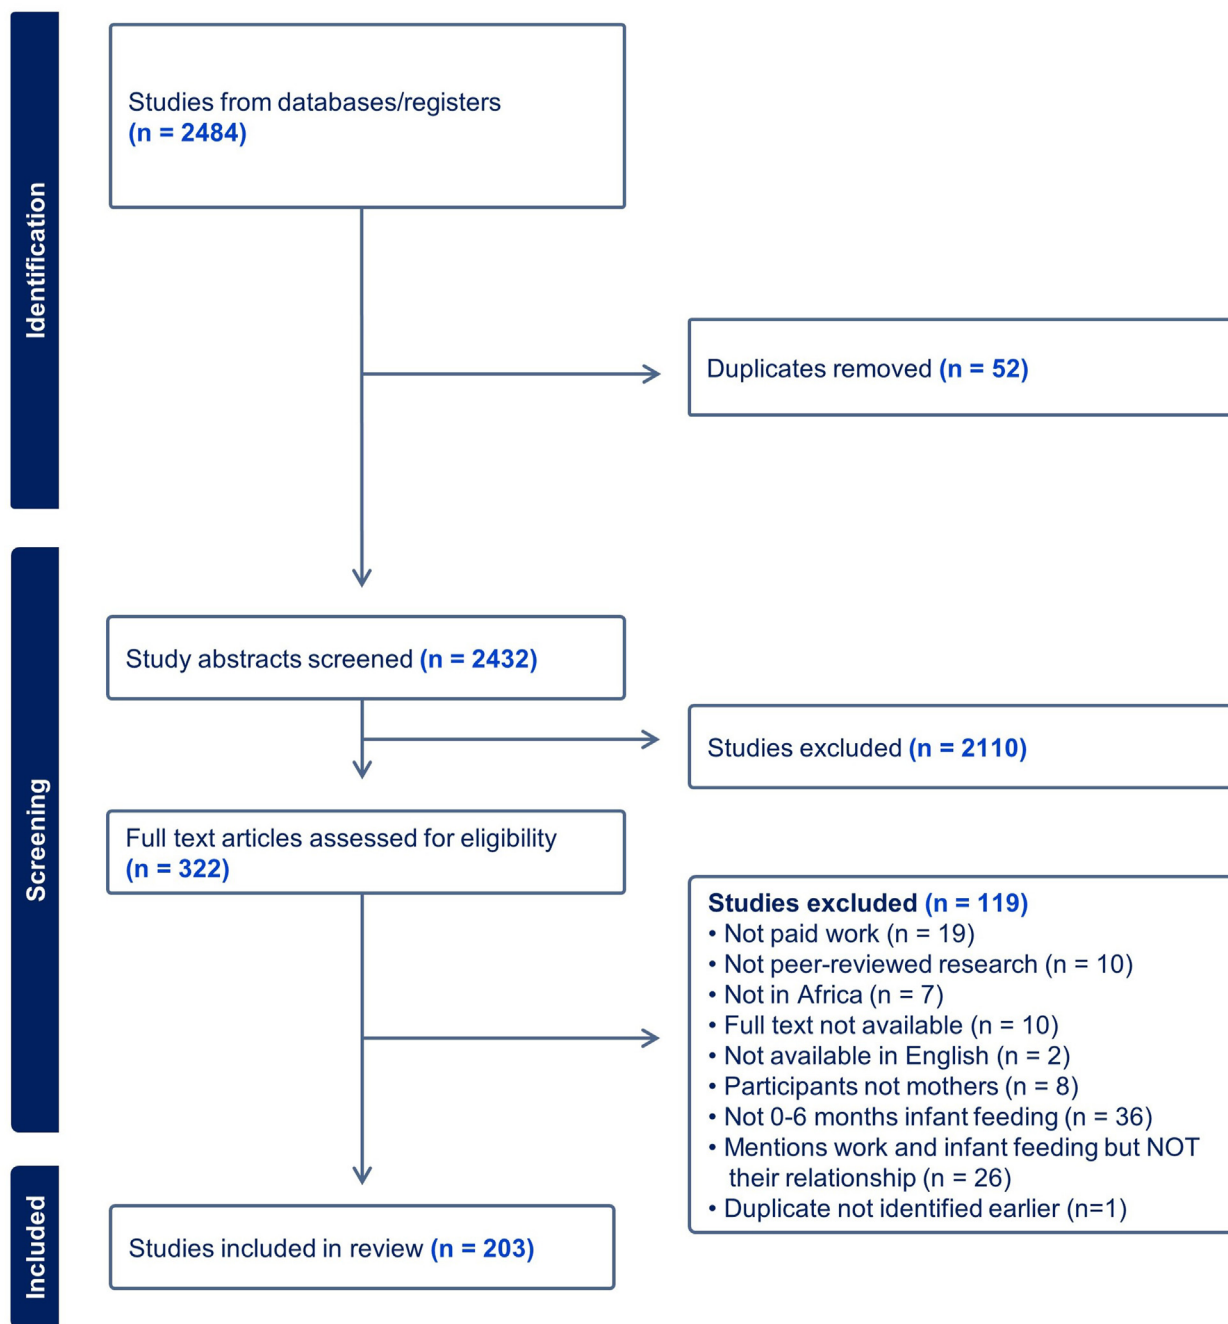 Identification
Studies from databases/registers
(n = 2484)
Duplicates removed (n = 52)
Screening
Study abstracts screened (n = 2432)
Studies excluded (n = 2110)
Full text articles assessed for eligibility
(n = 322)
Studies excluded (n = 119)
• Not paid work (n = 19)
• Not peer-reviewed research (n = 10)
• Not in Africa (n = 7)
• Full text not available (n = 10)
• Not available in English (n = 2)
• Participants not mothers (n = 8)
• Not 0-6 months infant feeding (n = 36)
• Mentions work and infant feeding but NOT
their relationship (n = 26)
• Duplicate not identified earlier (n=1)
Included
Studies included in review (n = 203)